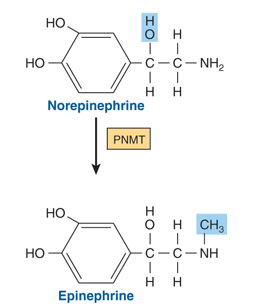 HO
H
O H
HO C C NH2
H H
Norepinephrine
PNMT
HO
H
O H CH3
HO C C NH
H H
Epinephrine